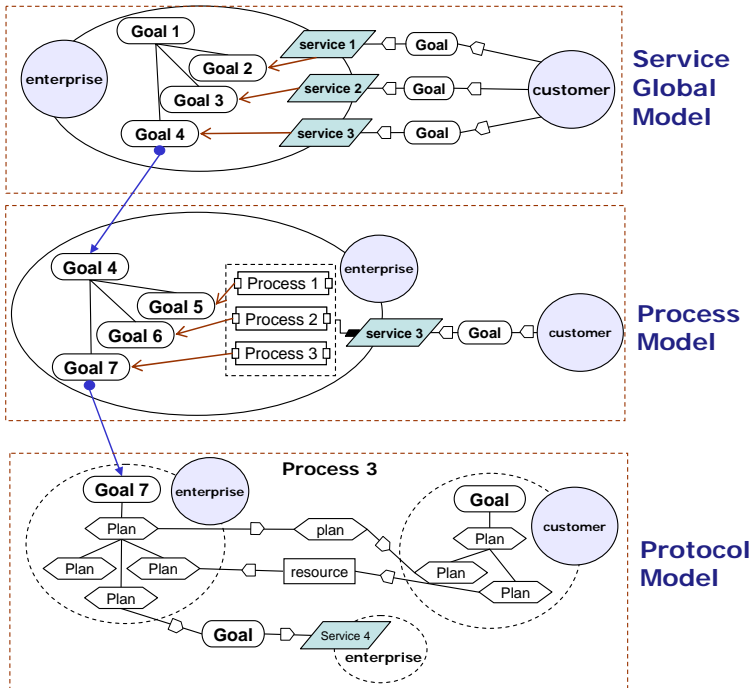 Goal 1
service 1
Goal
Goal 2
enterprise
Goal 3
service 2
Goal
customer
Goal 4
service 3
Goal
Service
Global
Model
Goal 4
Process 1
enterprise
Goal 5
Process 2
Goal 6
service 3
Goal
customer
Process 3
Goal 7
Process
Model
Process 3
Goal 7
enterprise
Goal
customer
Plan
plan
Plan
Plan
Plan
resource
Plan
Plan
Plan
Goal
Service 4
enterprise
Protocol
Model